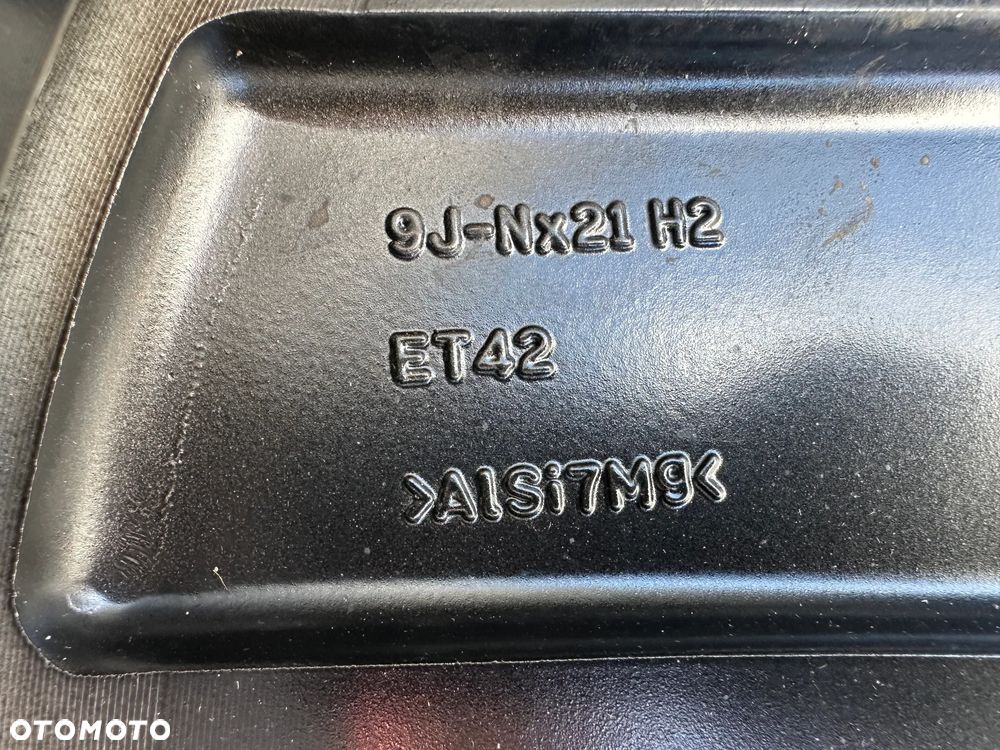 9J-Nx21 H2
ET42
>AlSi7Mg<
OTOMOTO